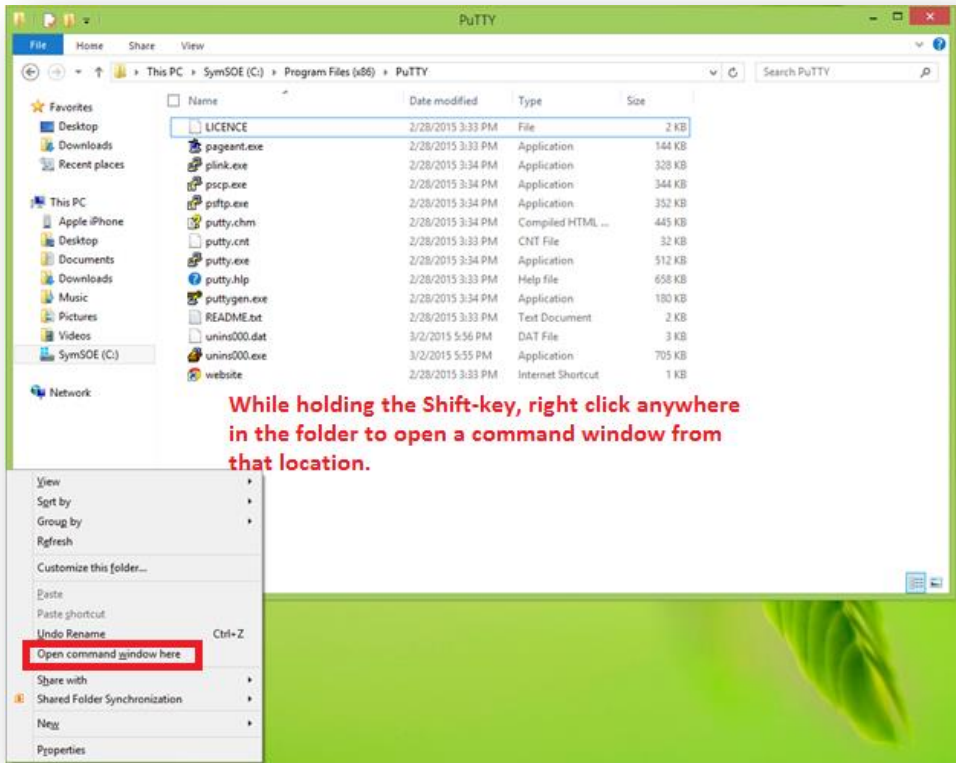 PuTTY
File Home Share View
This PC SymSOE (C:) Program Files (x86) PuTTY Search PuTTY
Name Date modified Type Size
Favorites
Desktop
Downloads
Recent places
This PC
Apple iPhone
Desktop
Documents
Downloads
Music
Pictures
Videos
SymSOE (C:)
Network
LICENCE 2/28/2015 3:33 PM File 2 KB
pageant.exe 2/28/2015 3:33 PM Application 144 KB
plink.exe 2/28/2015 3:34 PM Application 328 KB
pscp.exe 2/28/2015 3:34 PM Application 344 KB
psftp.exe 2/28/2015 3:34 PM Application 352 KB
putty.chm 2/28/2015 3:34 PM Compiled HTML ... 445 KB
putty.cnt 2/28/2015 3:33 PM CNT File 32 KB
putty.exe 2/28/2015 3:34 PM Application 512 KB
putty.hlp 2/28/2015 3:33 PM Help file 658 KB
puttygen.exe 2/28/2015 3:34 PM Application 180 KB
README.txt 2/28/2015 3:33 PM Text Document 2 KB
unins000.dat 3/2/2015 5:56 PM DAT File 3 KB
unins000.exe 3/2/2015 5:55 PM Application 705 KB
website 2/28/2015 3:33 PM Internet Shortcut 1 KB
While holding the Shift-key, right click anywhere
in the folder to open a command window from
that location.
View
Sort by
Group by
Refresh
Customize this folder...
Paste
Paste shortcut
Undo Rename Ctrl+Z
Open command window here
Share with
Shared Folder Synchronization
New
Properties